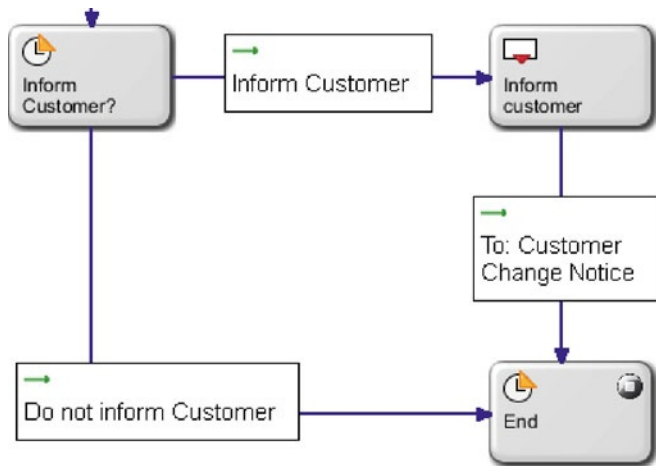 Inform
Customer?
Inform Customer
Inform
customer
To: Customer
Change Notice
Do not inform Customer
End